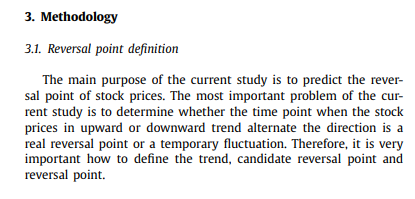 3. Methodology
3.1. Reversal point definition
The main purpose of the current study is to predict the rever-
sal point of stock prices. The most important problem of the cur-
rent study is to determine whether the time point when the stock
prices in upward or downward trend alternate the direction is a
real reversal point or a temporary fluctuation. Therefore, it is very
important how to define the trend, candidate reversal point and
reversal point.